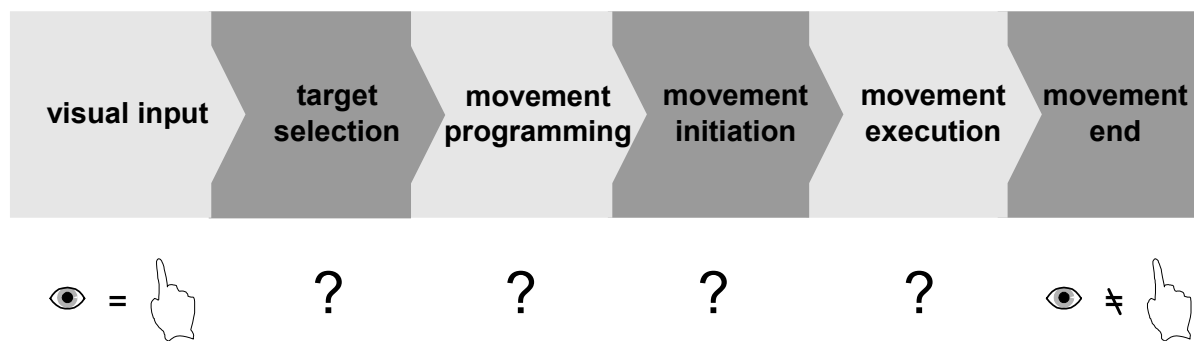 visual input
target
selection
movement
programming
movement
initiation
movement
execution
movement
end
= ? ? ? ? ≠